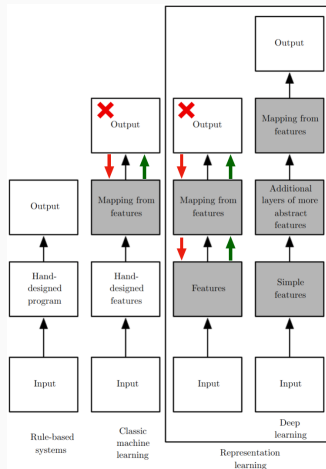 Output
Output
Output
Mapping from
features
Output
Mapping from
features
Mapping from
features
Additional
layers of more
abstract
features
Hand-
designed
program
Hand-
designed
features
Features
Simple
features
Input
Input
Input
Input
Rule-based
systems
Classic
machine
learning
Deep
learning
Representation
learning